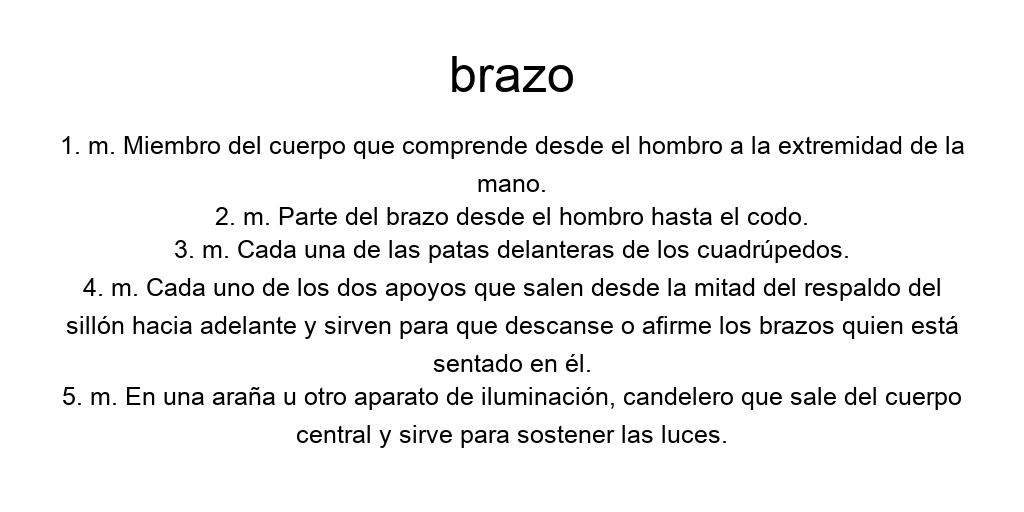 brazo
1. m. Miembro del cuerpo que comprende desde el hombro a la extremidad de la
mano.
2. m. Parte del brazo desde el hombro hasta el codo.
3. m. Cada una de las patas delanteras de los cuadrúpedos.
4. m. Cada uno de los dos apoyos que salen desde la mitad del respaldo del
sillón hacia adelante y sirven para que descanse o afirme los brazos quien está
sentado en él.
5. m. En una araña u otro aparato de iluminación, candelero que sale del cuerpo
central y sirve para sostener las luces.